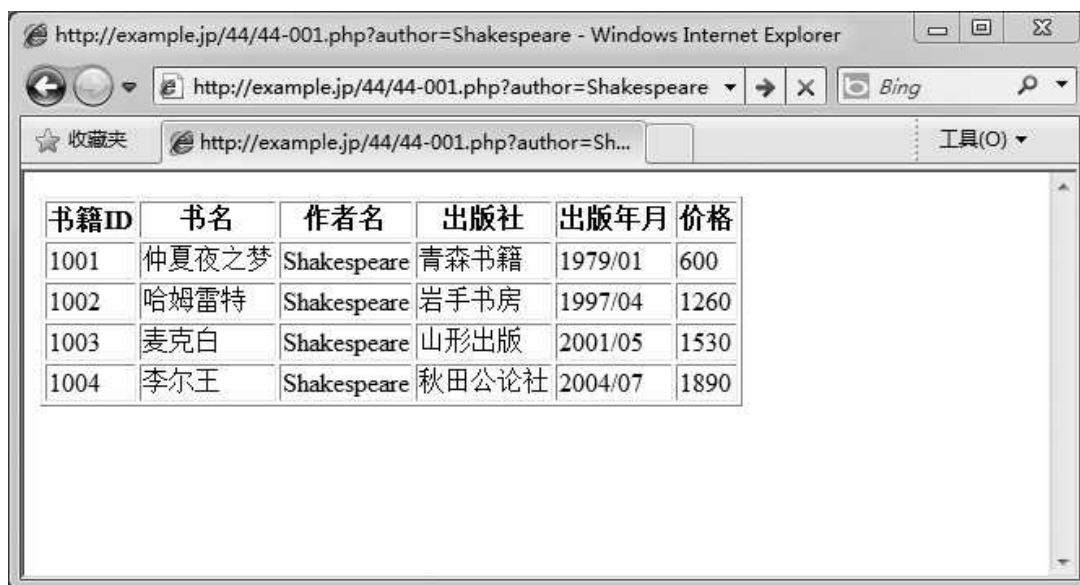 http://example.jp/44/44-001.php?author=Shakespeare - Windows Internet Explorer
http://example.jp/44/44-001.php?author=Shakespeare Bing
收藏夹 http://example.jp/44/44-001.php?author=Sh... 工具(O)
书籍ID 书名 作者名 出版社 出版年月 价格
1001 仲夏夜之梦 Shakespeare 青森书籍 1979/01 600
1002 哈姆雷特 Shakespeare 岩手书房 1997/04 1260
1003 麦克白 Shakespeare 山形出版 2001/05 1530
1004 李尔王 Shakespeare 秋田公论社 2004/07 1890